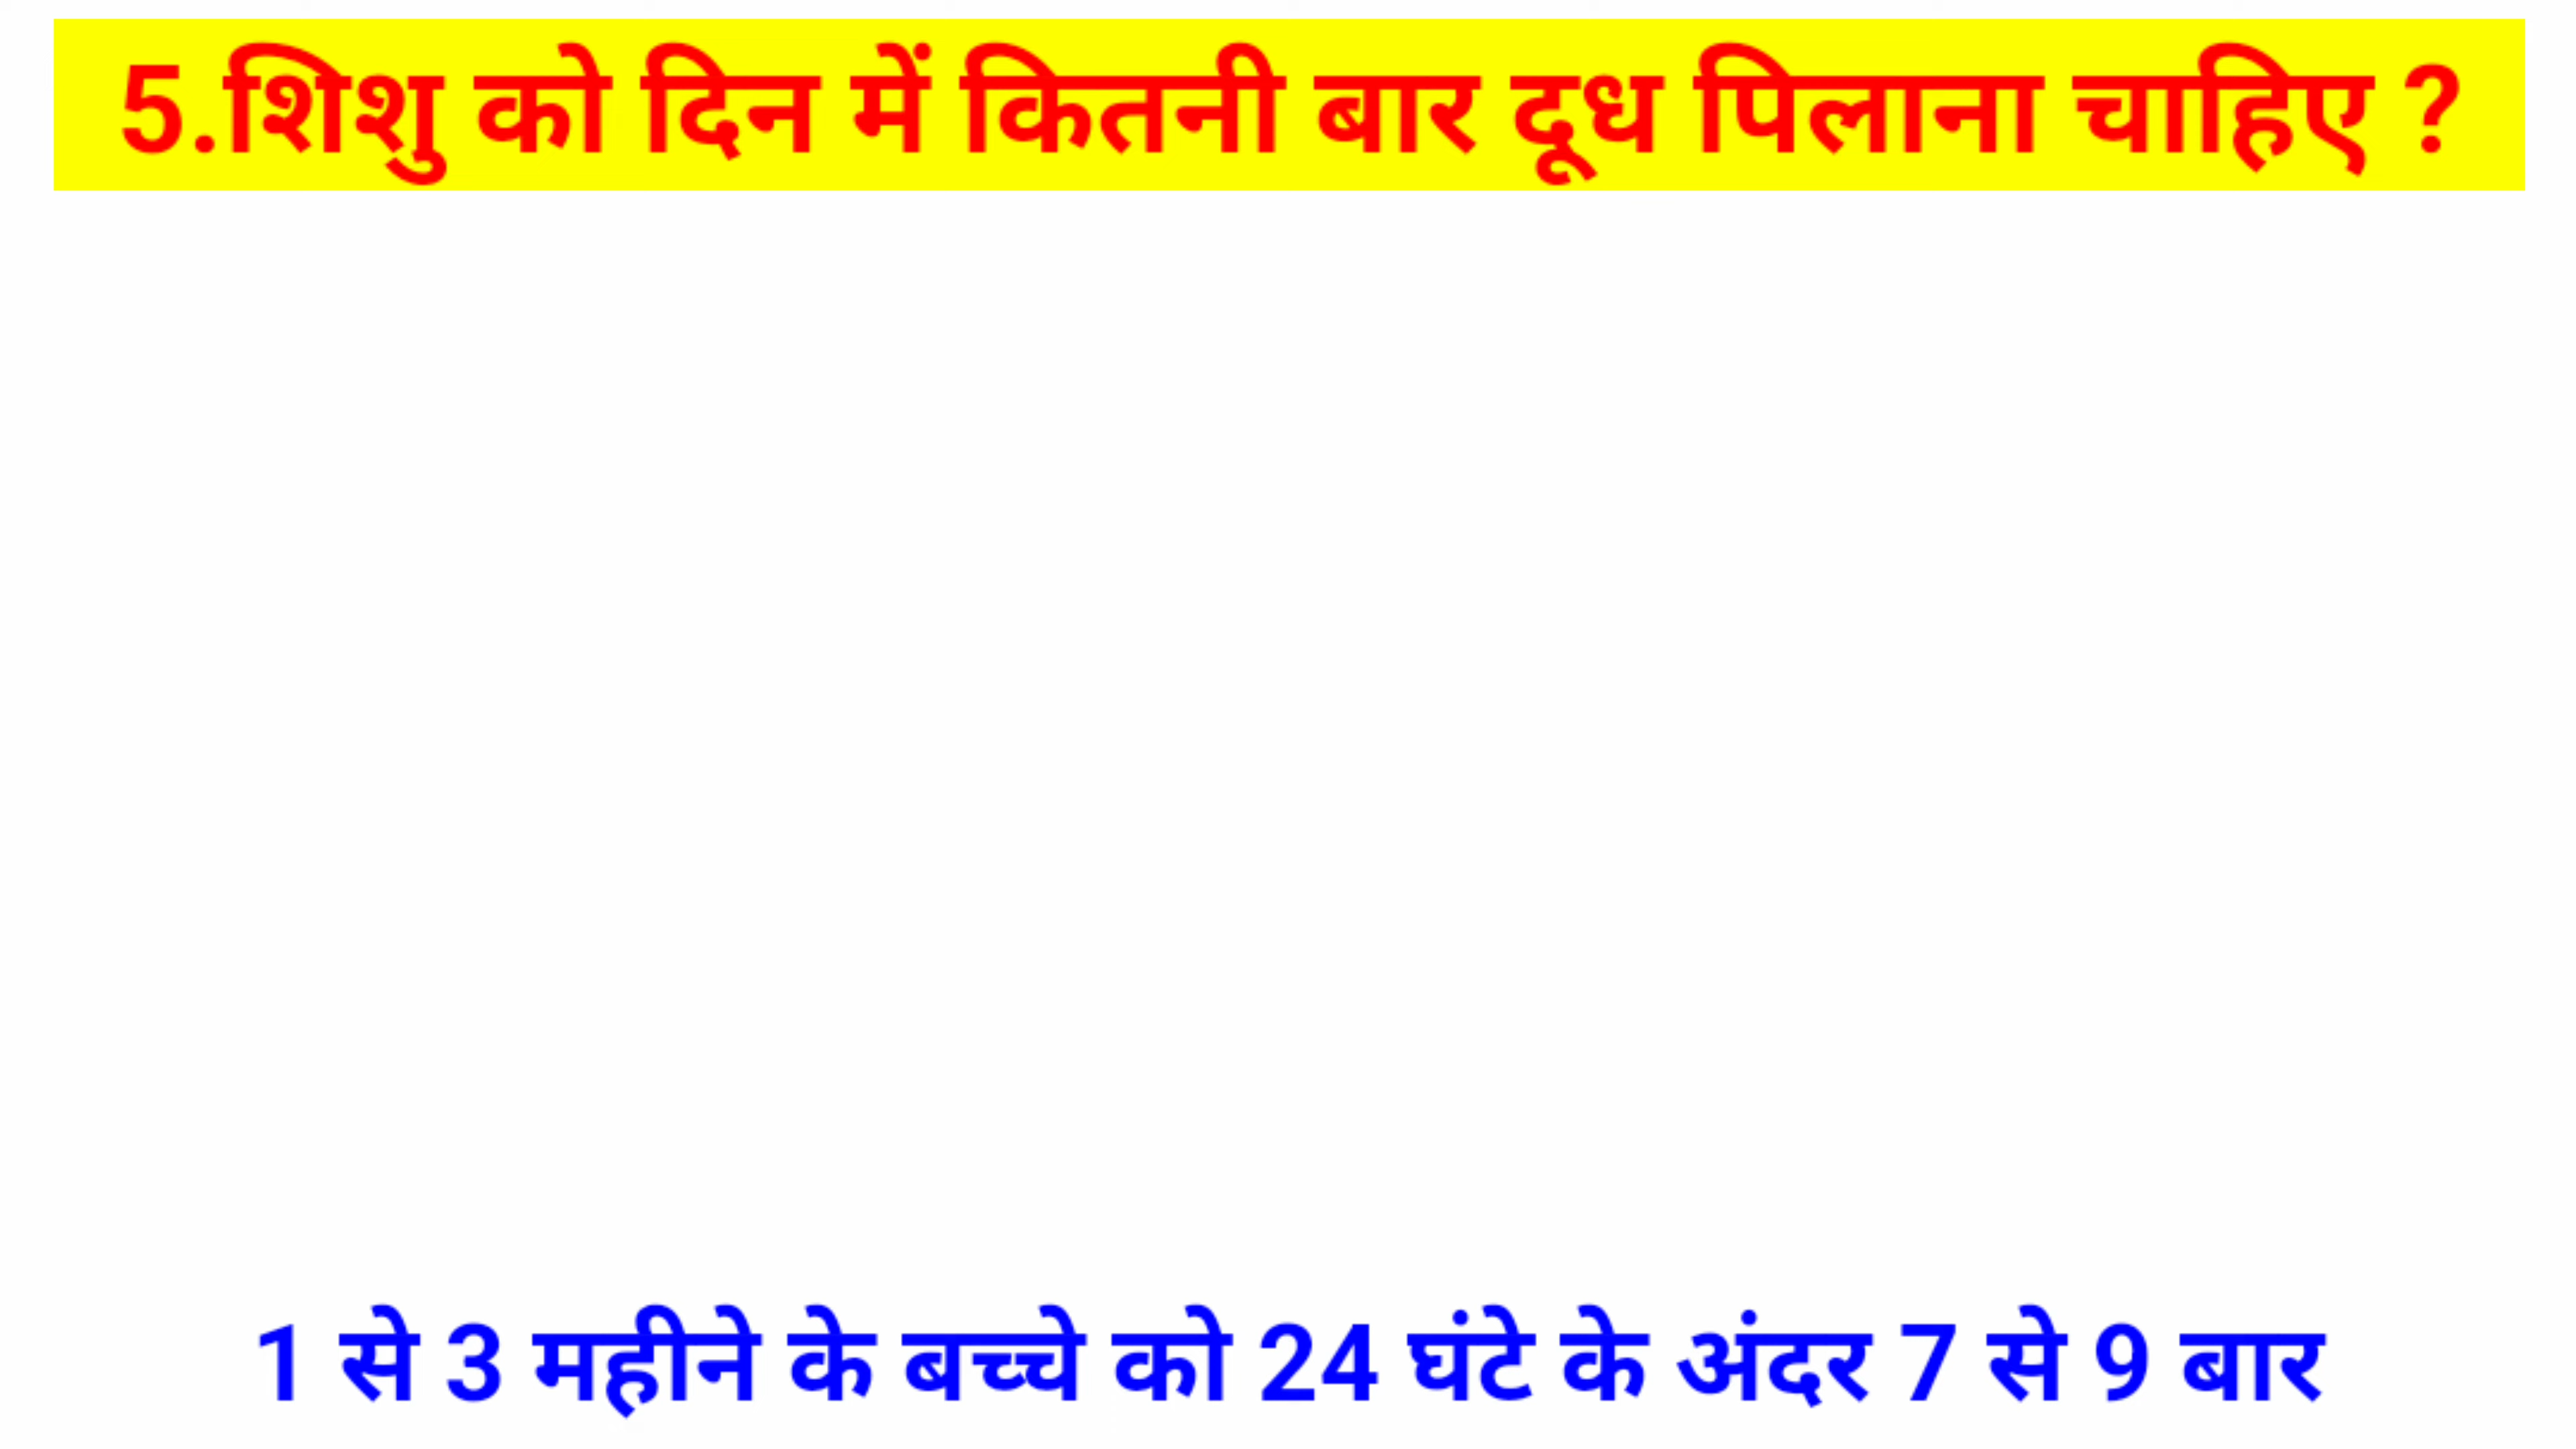 5.शिशु को दिन में कितनी बार दूध पिलाना चाहिए ?
1 से 3 महीने के बच्चे को 24 घंटे के अंदर 7 से 9 बार